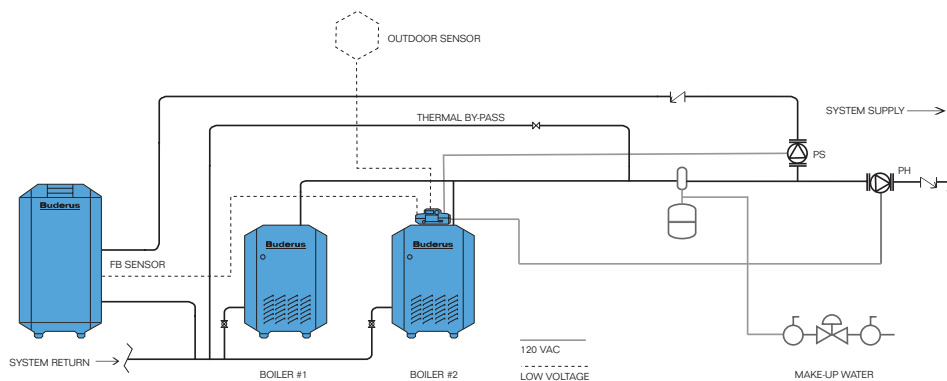 OUTDOOR SENSOR
THERMAL BY-PASS
SYSTEM SUPPLY
PS
PH
Buderus
Buderus
Buderus
FB SENSOR
SYSTEM RETURN
BOILER #1
BOILER #2
120 VAC
LOW VOLTAGE
MAKE-UP WATER